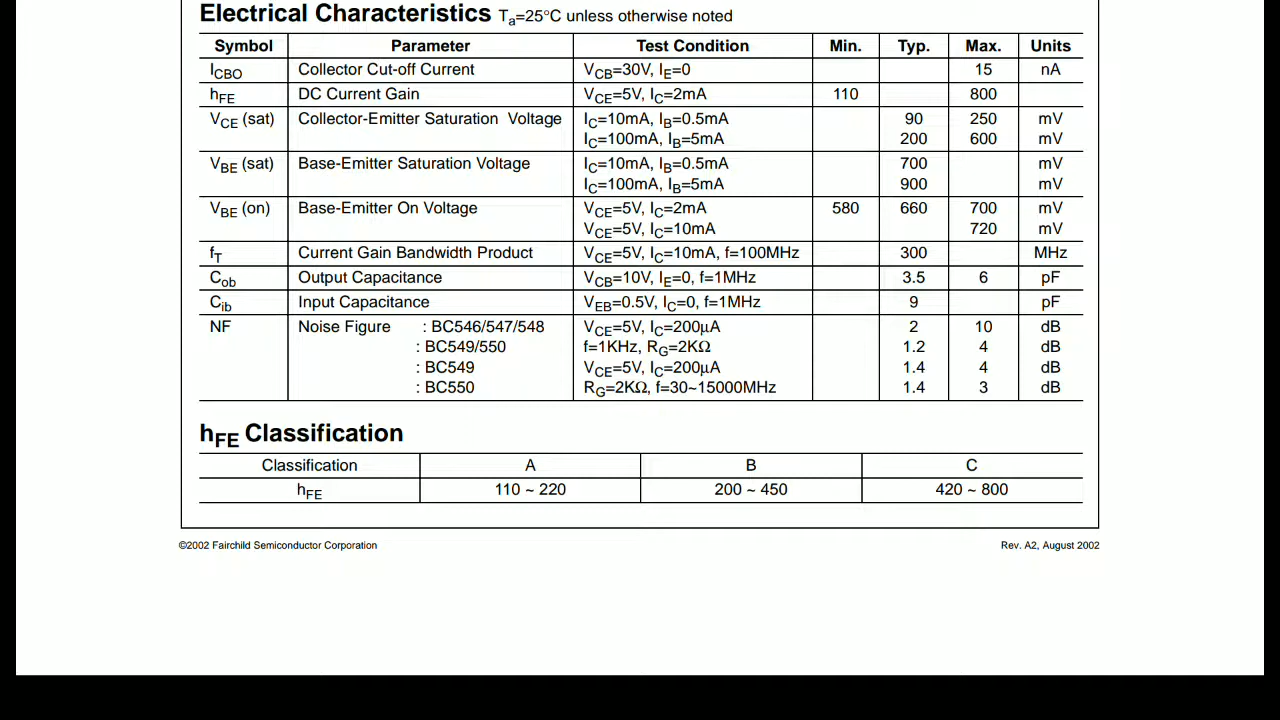 Electrical Characteristics Ta=25°C unless otherwise noted
Symbol Parameter Test Condition Min. Typ. Max. Units
ICBO Collector Cut-off Current VCB=30V, IE=0 15 nA
hFE DC Current Gain VCE=5V, IC=2mA 110 800
VCE (sat) Collector-Emitter Saturation Voltage IC=10mA, IB=0.5mA 90 250 mV
IC=100mA, IB=5mA 200 600 mV
VBE (sat) Base-Emitter Saturation Voltage IC=10mA, IB=0.5mA 700 mV
IC=100mA, IB=5mA 900 mV
VBE (on) Base-Emitter On Voltage VCE=5V, IC=2mA 580 660 700 mV
VCE=5V, IC=10mA 720 mV
fT Current Gain Bandwidth Product VCE=5V, IC=10mA, f=100MHz 300 MHz
Cob Output Capacitance VCB=10V, IE=0, f=1MHz 3.5 6 pF
Cib Input Capacitance VEB=0.5V, IC=0, f=1MHz 9 pF
NF Noise Figure : BC546/547/548 VCE=5V, IC=200μA 2 10 dB
: BC549/550 f=1KHz, RG=2KΩ 1.2 4 dB
: BC549 VCE=5V, IC=200μA 1.4 4 dB
: BC550 RG=2KΩ, f=30~15000MHz 1.4 3 dB
hFE Classification
Classification A B C
hFE 110 ~ 220 200 ~ 450 420 ~ 800
©2002 Fairchild Semiconductor Corporation Rev. A2, August 2002